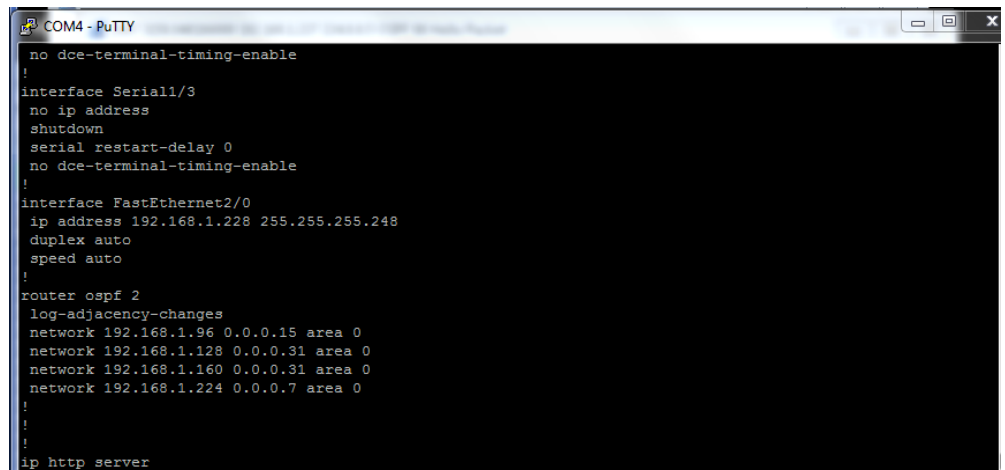 COM4 - PuTTY
no dce-terminal-timing-enable
!
interface Serial1/3
no ip address
shutdown
serial restart-delay 0
no dce-terminal-timing-enable
!
interface FastEthernet2/0
ip address 192.168.1.228 255.255.255.248
duplex auto
speed auto
!
router ospf 2
log-adjacency-changes
network 192.168.1.96 0.0.0.15 area 0
network 192.168.1.128 0.0.0.31 area 0
network 192.168.1.160 0.0.0.31 area 0
network 192.168.1.224 0.0.0.7 area 0
!
!
!
ip http server